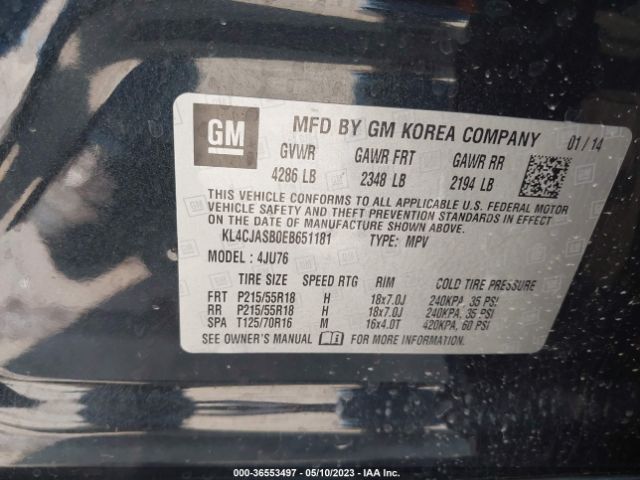 GM
MFD BY GM KOREA COMPANY 01/14
GVWR GAWR FRT GAWR RR
4286 LB 2348 LB 2194 LB
THIS VEHICLE CONFORMS TO ALL APPLICABLE U.S. FEDERAL MOTOR
VEHICLE SAFETY AND THEFT PREVENTION STANDARDS IN EFFECT ON
THE DATE OF MANUFACTURE SHOWN ABOVE.
KL4CJASB0EB651181 TYPE: MPV
MODEL : 4JU76
TIRE SIZE SPEED RTG RIM COLD TIRE PRESSURE
FRT P215/55R18 H 18x7.0J 240KPA, 35 PSI
RR P215/55R18 H 18x7.0J 240KPA, 35 PSI
SPA T125/70R16 M 16x4.0T 420KPA, 60 PSI
SEE OWNER'S MANUAL FOR MORE INFORMATION.
000-36553497 - 05/10/2023 - IAA Inc.